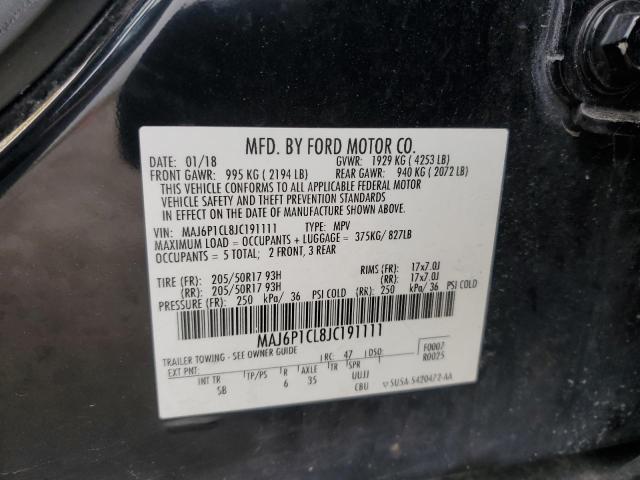 MFD. BY FORD MOTOR CO.
DATE: 01/18 GVWR: 1929 KG ( 4253 LB)
FRONT GAWR: 995 KG ( 2194 LB) REAR GAWR: 940 KG ( 2072 LB)
THIS VEHICLE CONFORMS TO ALL APPLICABLE FEDERAL MOTOR
VEHICLE SAFETY AND THEFT PREVENTION STANDARDS
IN EFFECT ON THE DATE OF MANUFACTURE SHOWN ABOVE.
VIN: MAJ6P1CL8JC191111 TYPE: MPV
MAXIMUM LOAD = OCCUPANTS + LUGGAGE = 375KG/ 827LB
OCCUPANTS = 5 TOTAL; 2 FRONT, 3 REAR
TIRE (FR): 205/50R17 93H RIMS (FR): 17x7.0J
(RR): 205/50R17 93H (RR): 17x7.0J
PRESSURE (FR): 250 kPa/ 36 PSI COLD (RR): 250 kPa/ 36 PSI COLD
MAJ6P1CL8JC191111
TRAILER TOWING - SEE OWNER GUIDE
EXT PNT: RC: 47 DSO: F0007
R0025
INT TR TP/PS R AXLE TR SPR
SB 6 35 UUJJ
CBU